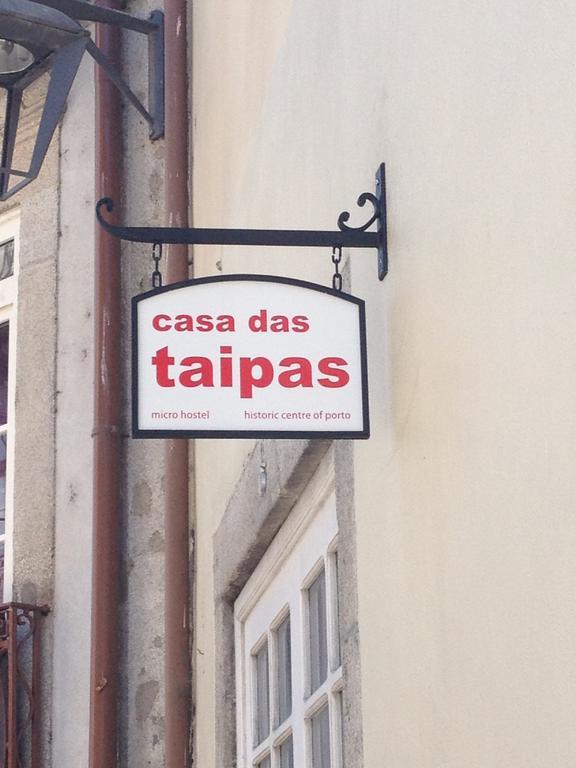 casa das
taipas
micro hostel historic centre of porto